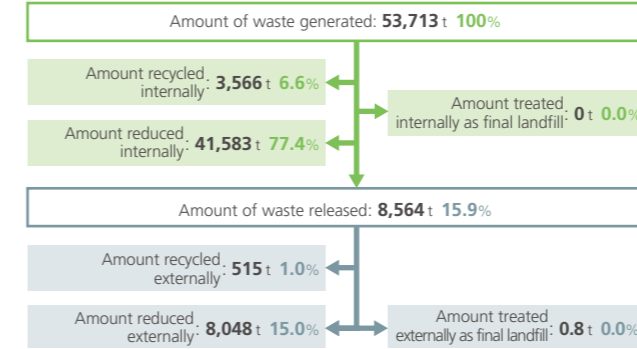 Amount of waste generated: 53,713 t 100%
Amount recycled
internally: 3,566 t 6.6%
Amount treated
internally as final landfill: 0 t 0.0%
Amount reduced
internally: 41,583 t 77.4%
Amount of waste released: 8,564 t 15.9%
Amount recycled
externally: 515 t 1.0%
Amount reduced
externally: 8,048 t 15.0%
Amount treated
externally as final landfill: 0.8 t 0.0%